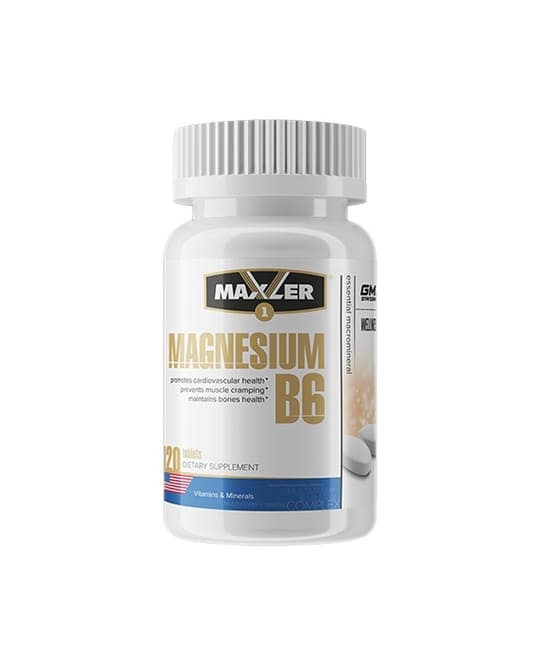 MAXLER
1
MAGNESIUM
B6
promotes cardiovascular health*
prevents muscle cramping*
maintains bones health*
120 tablets
DIETARY SUPPLEMENT
Vitamins & Minerals
essential macromineral
COMPLEX